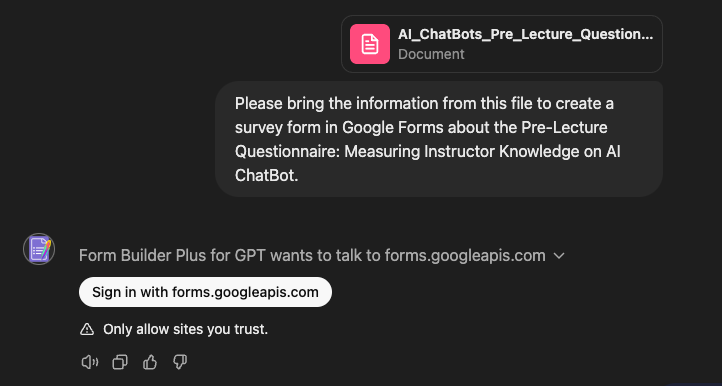 AI_ChatBots_Pre_Lecture_Question...
Document
Please bring the information from this file to create a
survey form in Google Forms about the Pre-Lecture
Questionnaire: Measuring Instructor Knowledge on AI
ChatBot.
Form Builder Plus for GPT wants to talk to forms.googleapis.com
Sign in with forms.googleapis.com
Only allow sites you trust.